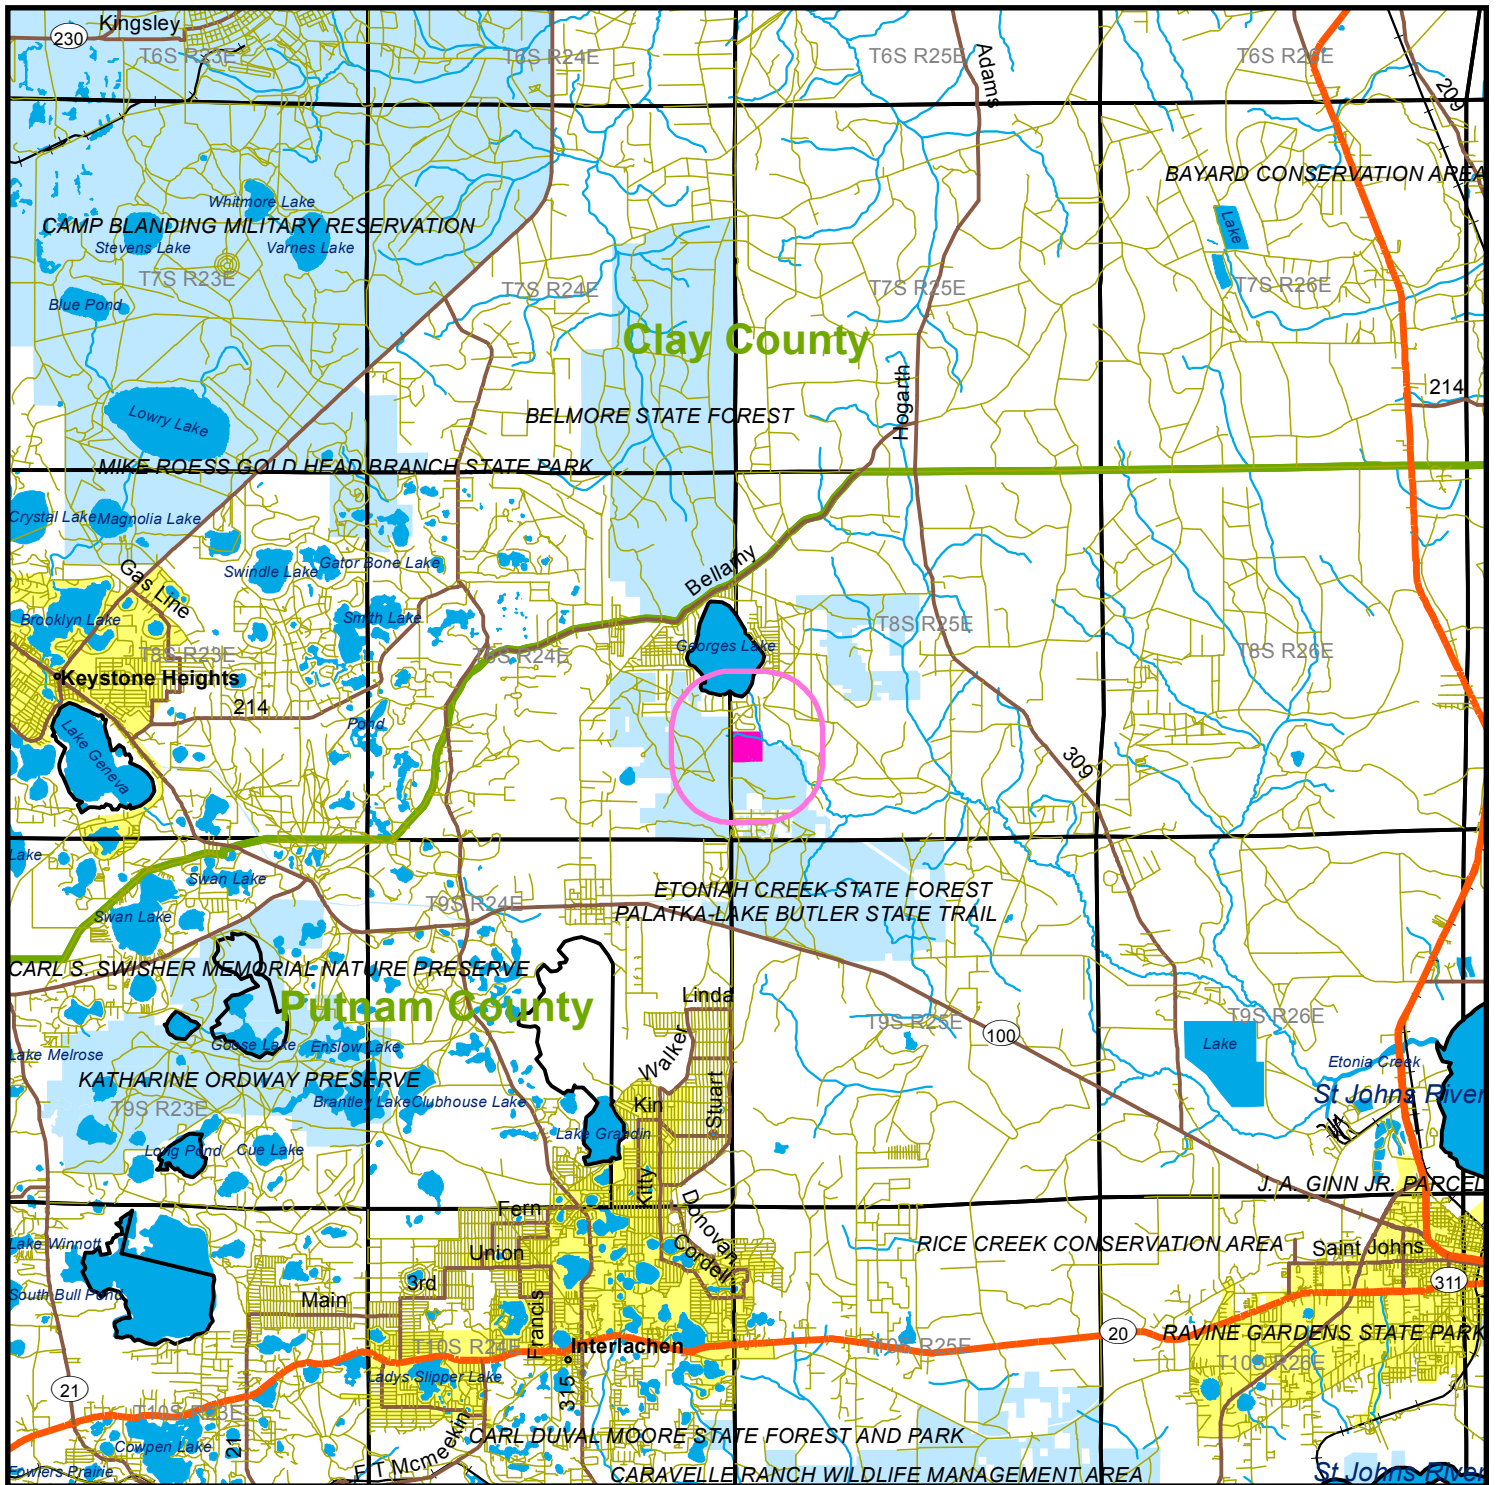 Kingsley
230
T6S R23E
T6S R24E
T6S R25E
Adams
T6S R26E
209
BAYARD CONSERVATION AREA
Whitmore Lake
CAMP BLANDING MILITARY RESERVATION
Stevens Lake
Varnes Lake
Lake
T7S R23E
T7S R24E
T7S R25E
T7S R26E
Blue Pond
Clay County
Hogarth
214
Lowry Lake
BELMORE STATE FOREST
MIKE ROESS GOLD HEAD BRANCH STATE PARK
Crystal Lake
Magnolia Lake
Gas Line
Swindle Lake
Gator Bone Lake
Bellamy
Brooklyn Lake
Smith Lake
T8S R25E
T8S R23E
T8S R24E
Georges Lake
T8S R26E
Keystone Heights
214
Pond
Lake Geneva
309
Lake
Swan Lake
ETONIAH CREEK STATE FOREST
T9S R24E
Swan Lake
PALATKA-LAKE BUTLER STATE TRAIL
CARL S. SWISHER MEMORIAL NATURE PRESERVE
Putnam County
Linda
T9S R25E
T9S R26E
100
Walker
Goose Lake
Enslow Lake
Lake
Lake Melrose
Etonia Creek
KATHARINE ORDWAY PRESERVE
St Johns River
Brantley Lake
Clubhouse Lake
Kin
Stuart
T9S R23E
Lake Grandin
Long Pond
Cue Lake
Kitty
J. A. GINN JR. PARCEL
Fern
Donovan
Lake Winnott
Union
Cordell
RICE CREEK CONSERVATION AREA
Saint Johns
3rd
311
South Bull Pond
Main
Francis
20
RAVINE GARDENS STATE PARK
T10S R24E
Interlachen
T10S R25E
T10S R26E
Ladys Slipper Lake
315
21
T10S R23E
21
Cowpen Lake
CARL DUVAL MOORE STATE FOREST AND PARK
F T Mcmeekin
Fowlers Prairie
CARAVELLE RANCH WILDLIFE MANAGEMENT AREA
St Johns River